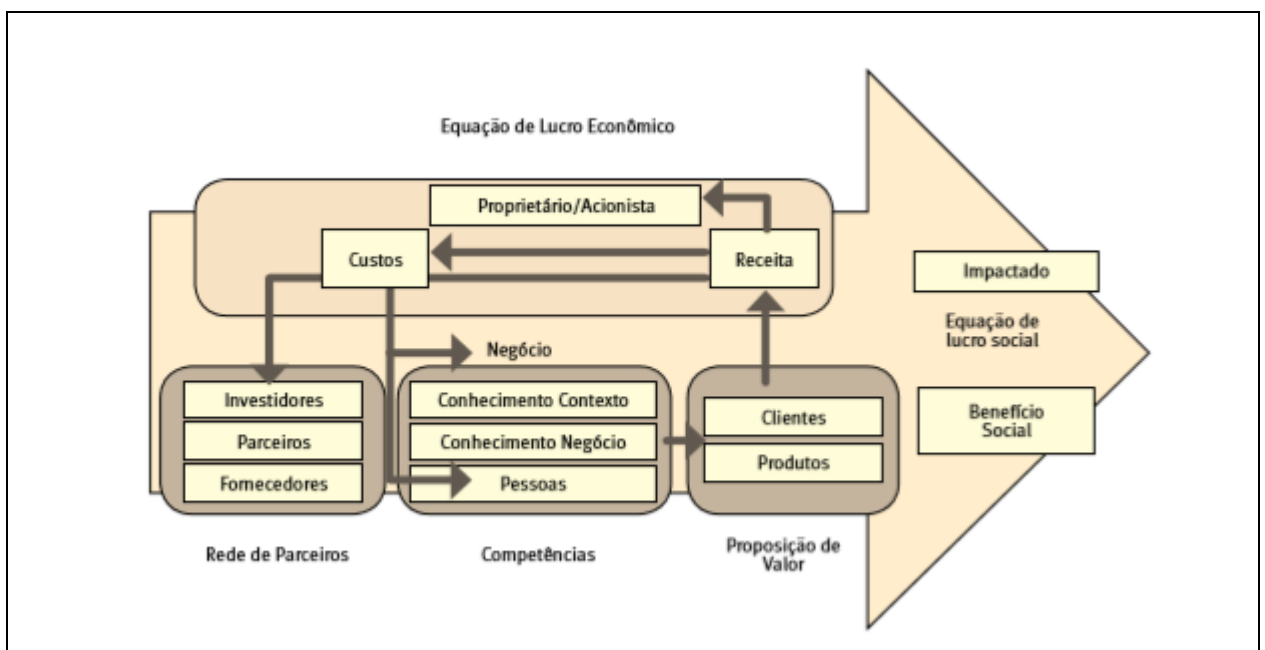 Equação de Lucro Econômico
Proprietário/Acionista
Custos
Receita
Impactado
Equação de
lucro social
Negócio
Investidores
Parceiros
Fornecedores
Conhecimento Contexto
Conhecimento Negócio
Pessoas
Clientes
Produtos
Benefício
Social
Rede de Parceiros
Competências
Proposição de
Valor